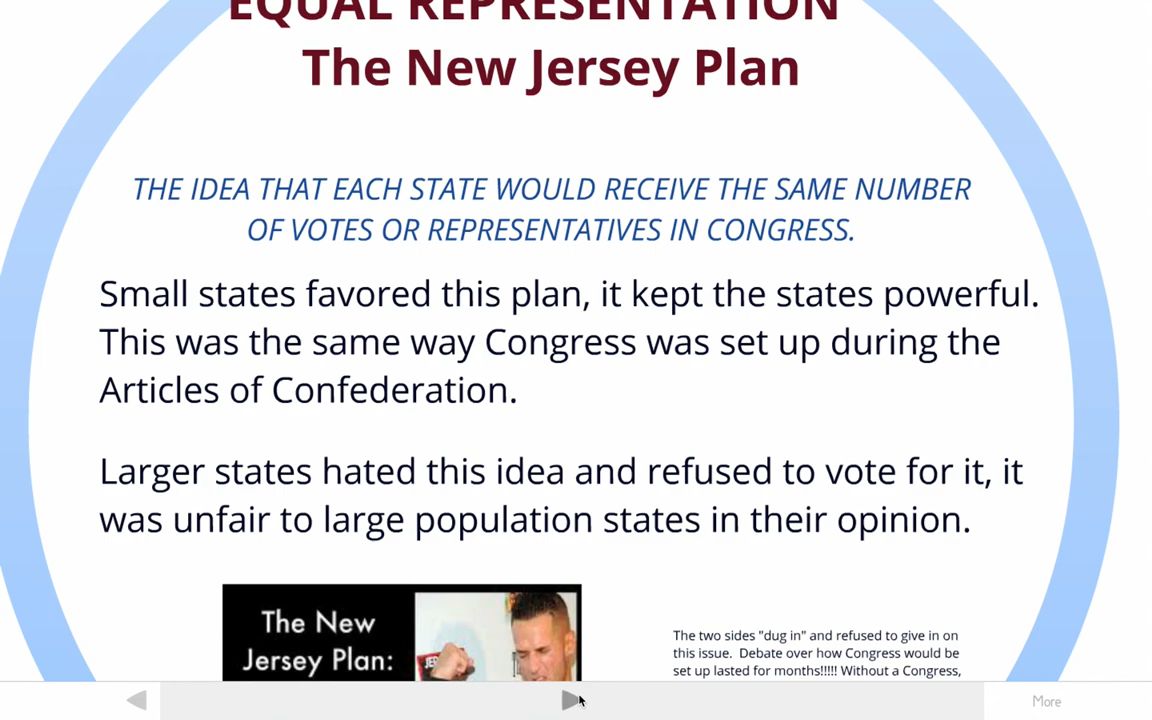 EQUAL REPRESENTATION
The New Jersey Plan
THE IDEA THAT EACH STATE WOULD RECEIVE THE SAME NUMBER
OF VOTES OR REPRESENTATIVES IN CONGRESS.
Small states favored this plan, it kept the states powerful.
This was the same way Congress was set up during the
Articles of Confederation.
Larger states hated this idea and refused to vote for it, it
was unfair to large population states in their opinion.
The New
Jersey Plan:
The two sides "dug in" and refused to give in on
this issue. Debate over how Congress would be
set up lasted for months!!!!! Without a Congress,
More